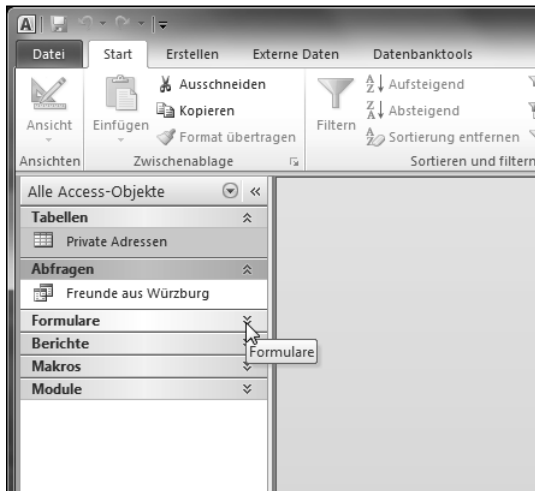 A
Datei Start Erstellen Externe Daten Datenbanktools
Ansicht
Einfügen
Ausschneiden
Kopieren
Format übertragen
Filtern
Aufsteigend
Absteigend
Sortierung entfernen
Ansichten Zwischenablage Sortieren und filtern
Alle Access-Objekte
Tabellen
Private Adressen
Abfragen
Freunde aus Würzburg
Formulare
Berichte
Formulare
Makros
Module